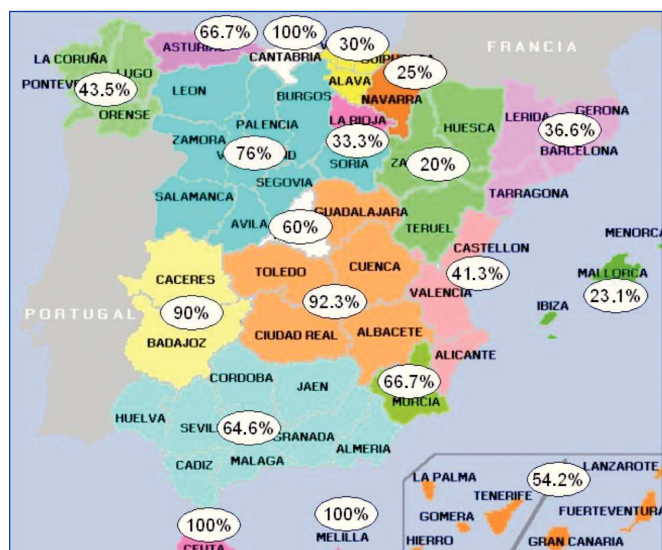 66.7%
100%
30%
ASTURIAS
CANTABRIA
FRANCIA
LA CORUÑA
LUGO
25%
ALAVA
NAVARRA
43.5%
LEON
BURGOS
ORENSE
LA RIOJA
HUESCA
LERIDA
GERONA
36.6%
BARCELONA
PALENCIA
ZAMORA
76%
33.3%
SORIA
20%
SEGOVIA
SALAMANCA
AVILA
60%
GUADALAJARA
TARRAGONA
TERUEL
CASTELLON
MENORCA
CACERES
TOLEDO
CUENCA
41.3%
MALLORCA
23.1%
VALENCIA
IBIZA
PORTUGAL
90%
92.3%
BADAJOZ
CIUDAD REAL
ALBACETE
ALICANTE
CORDOBA
JAEN
66.7%
MURCIA
HUELVA
SEVIL
64.6%
GRANADA
ALMERIA
CADIZ
MALAGA
LANZAROTE
54.2%
LA PALMA
TENERIFE
FUERTEVENTURA
GOMERA
HIERRO
GRAN CANARIA
100%
CEUTA
100%
MELILLA